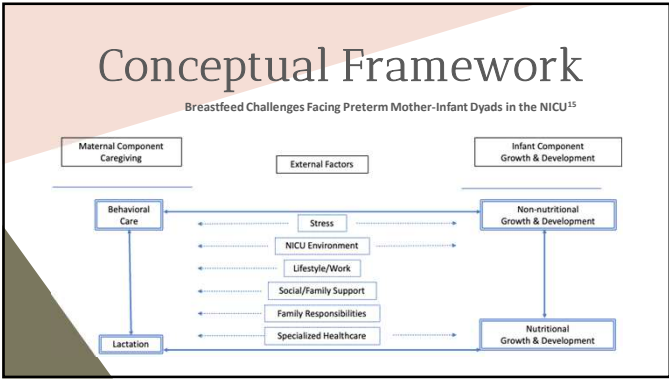 Conceptual Framework
Breastfeed Challenges Facing Preterm Mother-Infant Dyads in the NICU15
Maternal Component
Caregiving
External Factors
Infant Component
Growth & Development
Behavioral
Care
Non-nutritional
Growth & Development
Stress
NICU Environment
Lifestyle/Work
Social/Family Support
Family Responsibilities
Specialized Healthcare
Lactation
Nutritional
Growth & Development